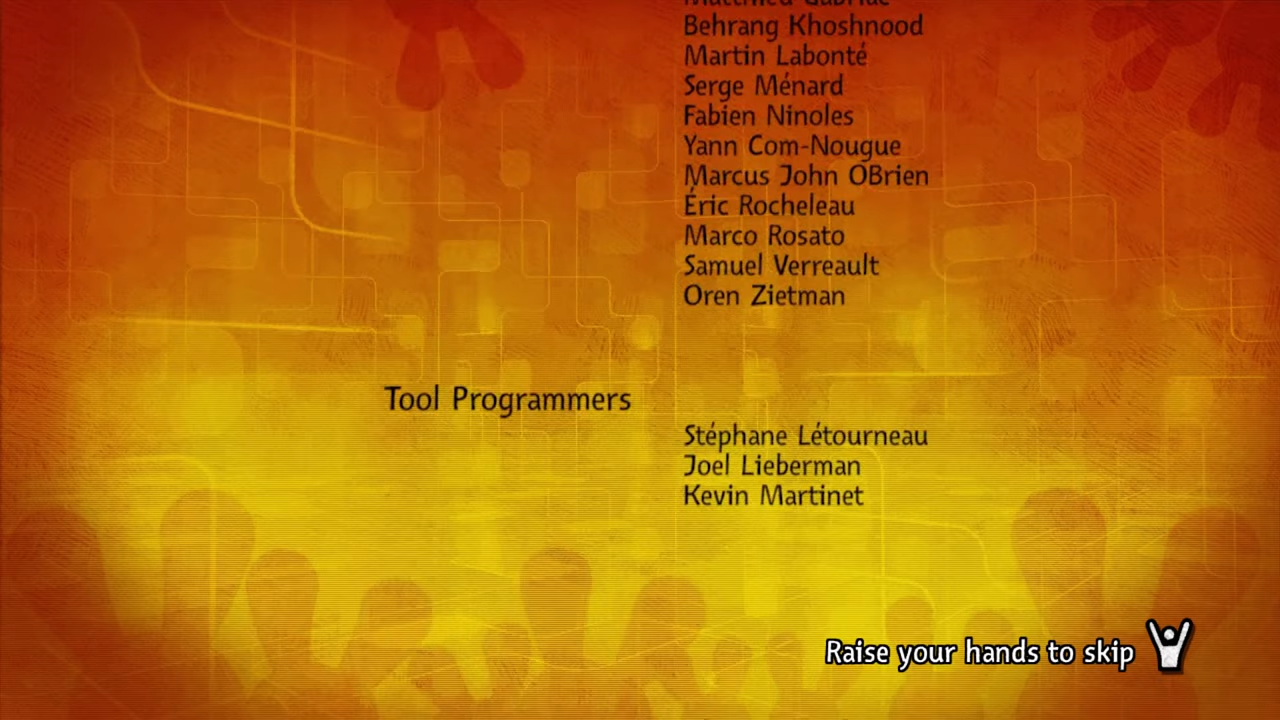 Behrang Khoshnood
Martin Labonté
Serge Ménard
Fabien Ninoles
Yann Com-Nougue
Marcus John OBrien
Éric Rocheleau
Marco Rosato
Samuel Verreault
Oren Zietman
Tool Programmers
Stéphane Létourneau
Joel Lieberman
Kevin Martinet
Raise your hands to skip